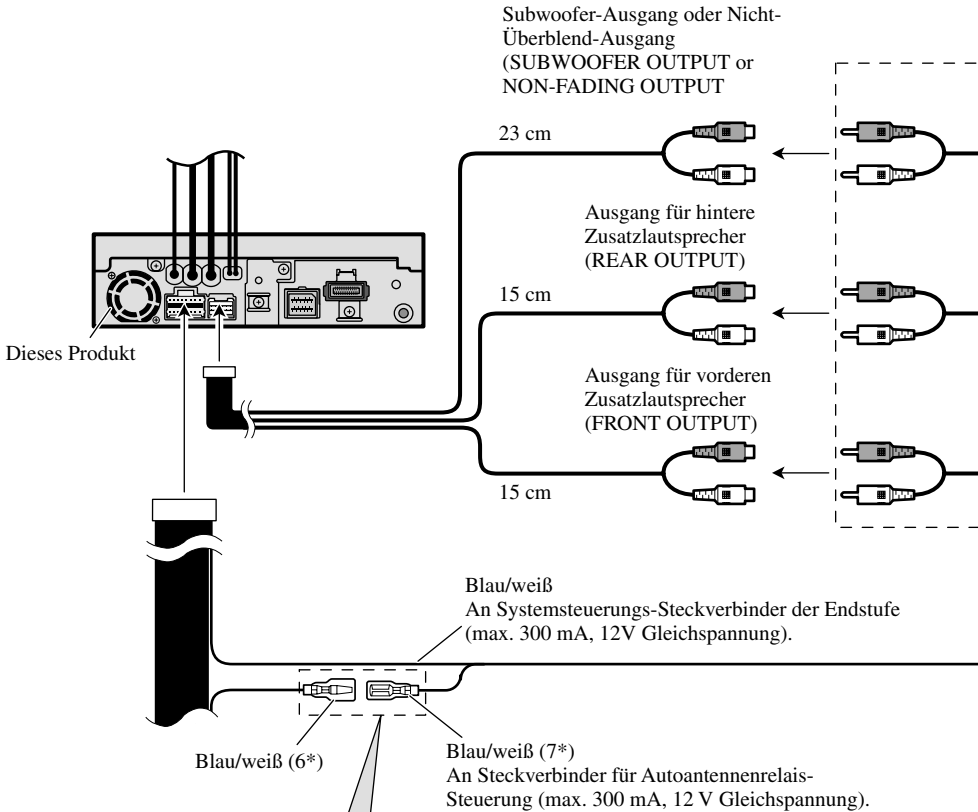 Subwoofer-Ausgang oder Nicht-
Überblend-Ausgang
(SUBWOOFER OUTPUT or
NON-FADING OUTPUT
23 cm
Ausgang für hintere
Zusatzlautsprecher
(REAR OUTPUT)
15 cm
Dieses Produkt
Ausgang für vorderen
Zusatzlautsprecher
(FRONT OUTPUT)
15 cm
Blau/weiß
An Systemsteuerungs-Steckverbinder der Endstufe
(max. 300 mA, 12V Gleichspannung).
Blau/weiß (6*)
Blau/weiß (7*)
An Steckverbinder für Autoantennenrelais-
Steuerung (max. 300 mA, 12 V Gleichspannung).